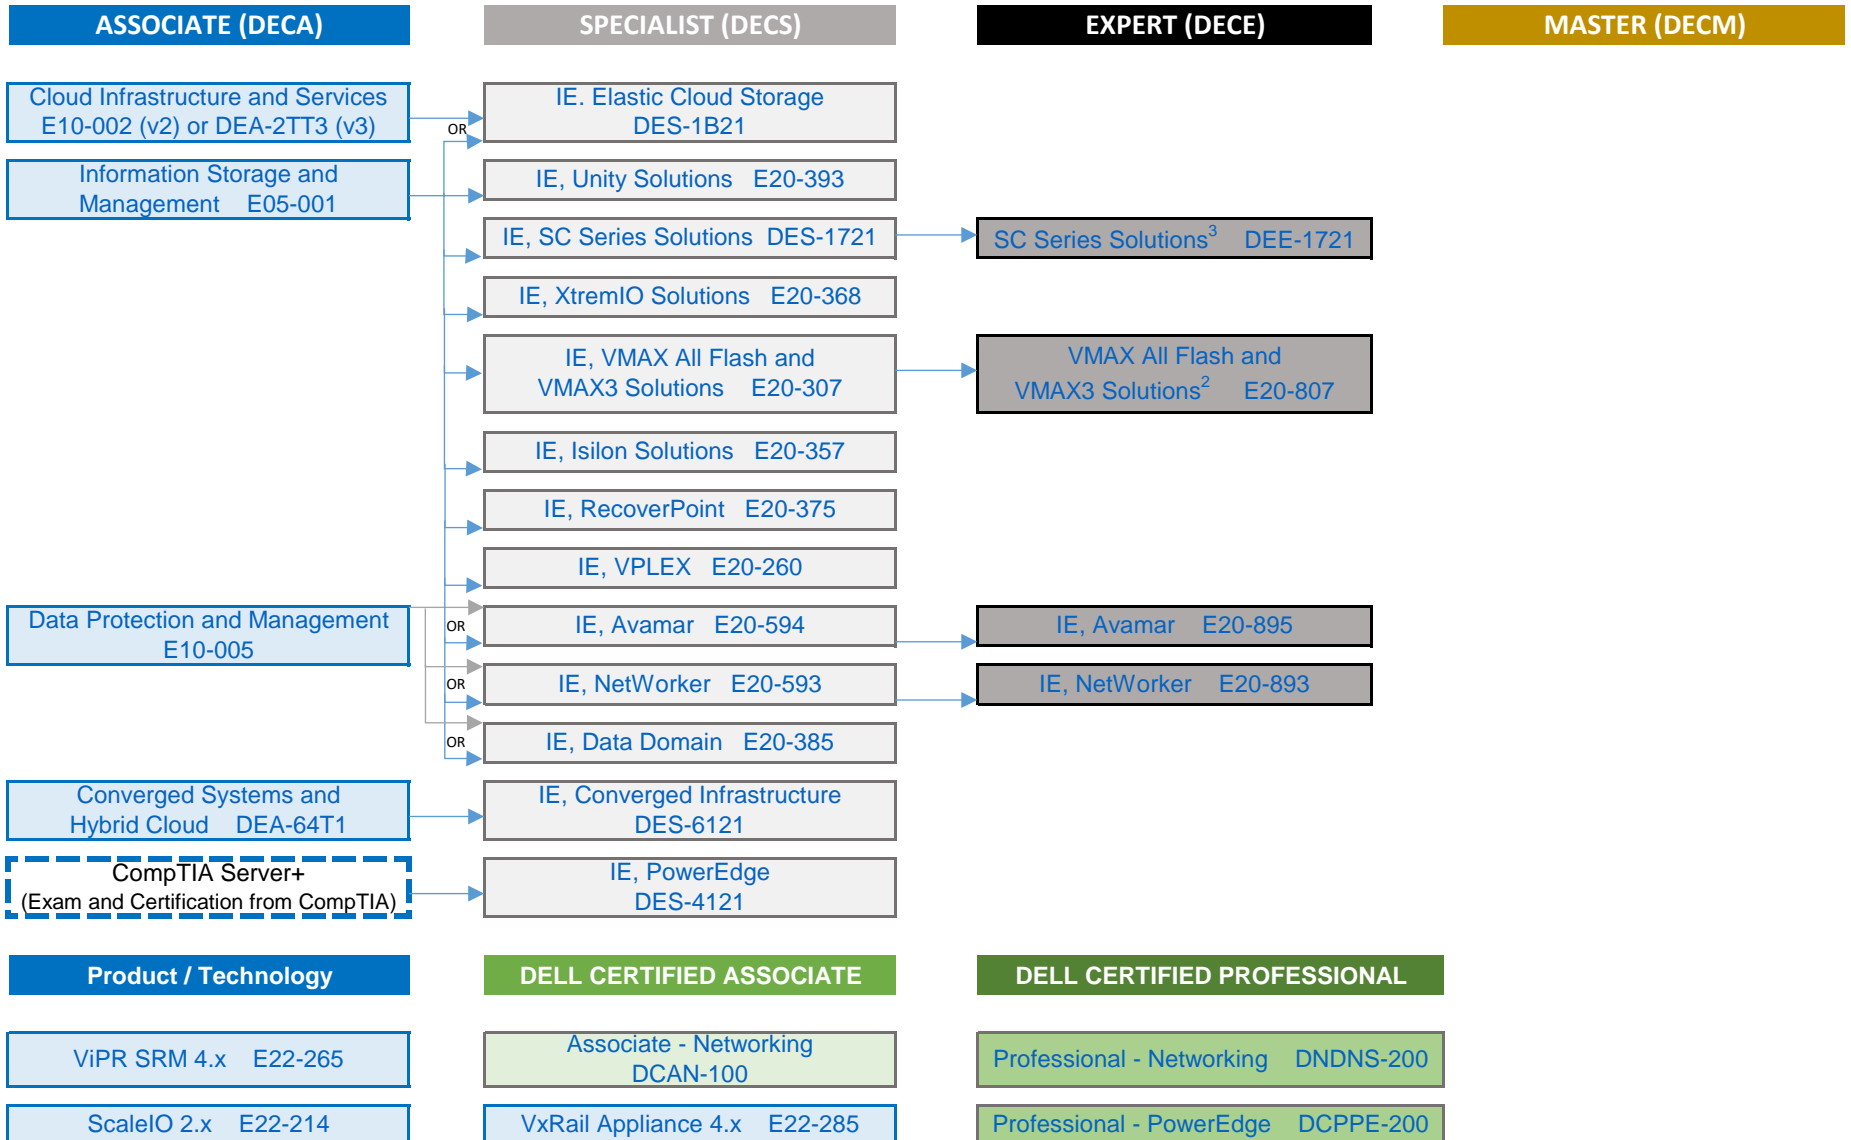 ASSOCIATE (DECA)
SPECIALIST (DECS)
EXPERT (DECE)
MASTER (DECM)
Cloud Infrastructure and Services
E10-002 (v2) or DEA-2TT3 (v3)
OR
IE. Elastic Cloud Storage
DES-1B21
Information Storage and
Management E05-001
IE, Unity Solutions E20-393
IE, SC Series Solutions DES-1721
SC Series Solutions3 DEE-1721
IE, XtremIO Solutions E20-368
IE, VMAX All Flash and
VMAX3 Solutions E20-307
VMAX All Flash and
VMAX3 Solutions2 E20-807
IE, Isilon Solutions E20-357
IE, RecoverPoint E20-375
IE, VPLEX E20-260
Data Protection and Management
E10-005
OR
IE, Avamar E20-594
IE, Avamar E20-895
OR
IE, NetWorker E20-593
IE, NetWorker E20-893
OR
IE, Data Domain E20-385
Converged Systems and
Hybrid Cloud DEA-64T1
IE, Converged Infrastructure
DES-6121
CompTIA Server+
(Exam and Certification from CompTIA)
IE, PowerEdge
DES-4121
Product / Technology
DELL CERTIFIED ASSOCIATE
DELL CERTIFIED PROFESSIONAL
ViPR SRM 4.x E22-265
Associate - Networking
DCAN-100
Professional - Networking DNDNS-200
ScaleIO 2.x E22-214
VxRail Appliance 4.x E22-285
Professional - PowerEdge DCPPE-200